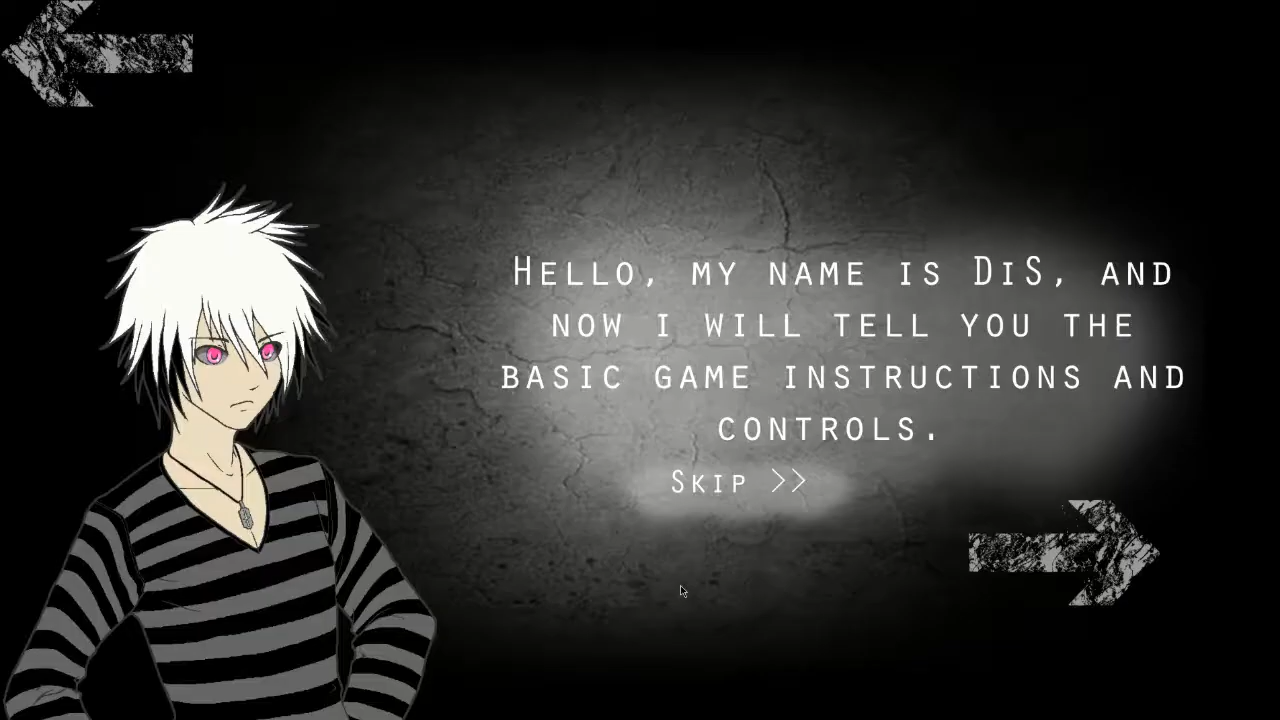 Hello, my name is DiS, and
now I will tell you the
basic game instructions and
controls.
Skip >>